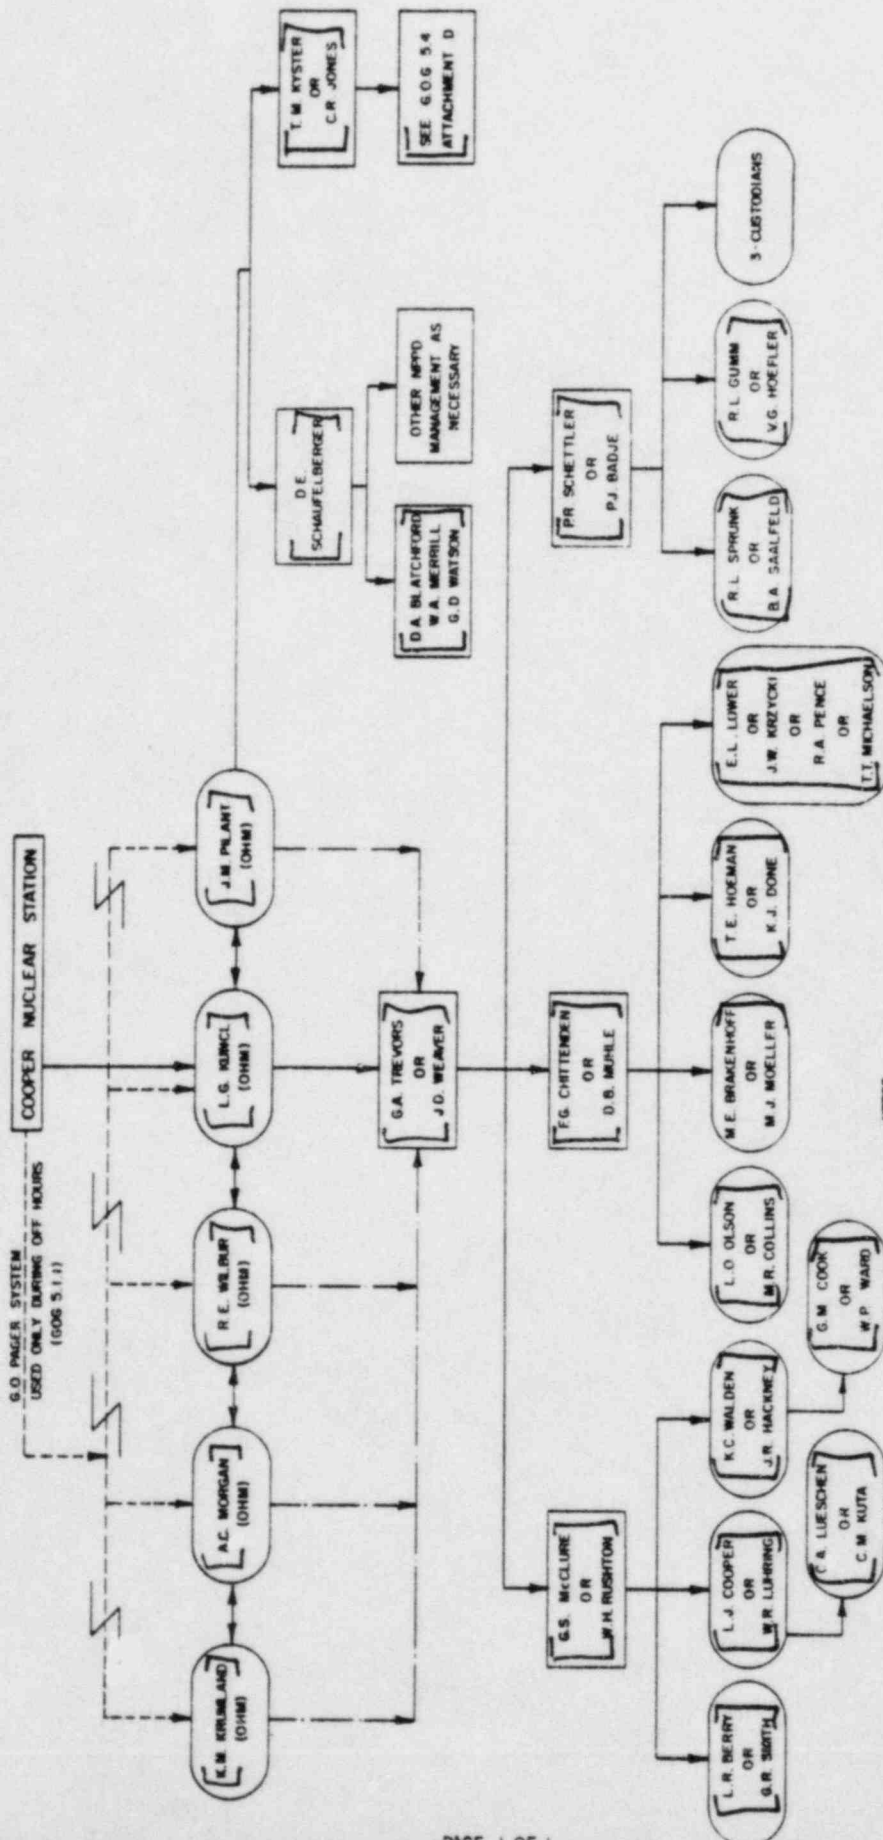 COOPER NUCLEAR STATION
G.O PAGER SYSTEM
USED ONLY DURING OFF HOURS
(GOG 5.1.1)
K.M. KRUMLAND
(OHM)
A.C. MORGAN
(OHM)
R.E. WILBUR
(OHM)
L.G. KUNCL
(OHM)
J.M. PILANT
(OHM)
T. M. KYSTER
OR
C.R. JONES
SEE G.O.G 5.4
ATTACHMENT D
D.E.
SCHAUFELBERGER
D.A. BLATCHFORD
W.A. MERRILL
G.D WATSON
OTHER NPPD
MANAGEMENT AS
NECESSARY
G.A. TREVORS
OR
J.D. WEAVER
G.S. McCLURE
OR
W.H. RUSHTON
F.G. CHITTENDEN
OR
D.B. MUHLE
P.R. SCHETTLER
OR
P.J. BADJE
L.R. BERRY
OR
G.R. SMITH
L.J. COOPER
OR
W.R. LUHRING
K.C. WALDEN
OR
J.R. HACKNEY
C.A. LUESCHEN
OR
C.M KUTA
G.M COOK
OR
W.P. WARD
L.O OLSON
OR
M.R. COLLINS
M.E. BRAKENHOFF
OR
M.J. MOELLER
T.E. HOEMAN
OR
K.J. DONE
E.L. LOWER
OR
J.W. KRZYCKI
OR
R.A. PENCE
OR
T.T. MICHAELSON
R.L. SPRUNK
OR
B.A SAALFELD
R.L. GUMM
OR
V.G. HOEFLER
3-CUSTODIANS